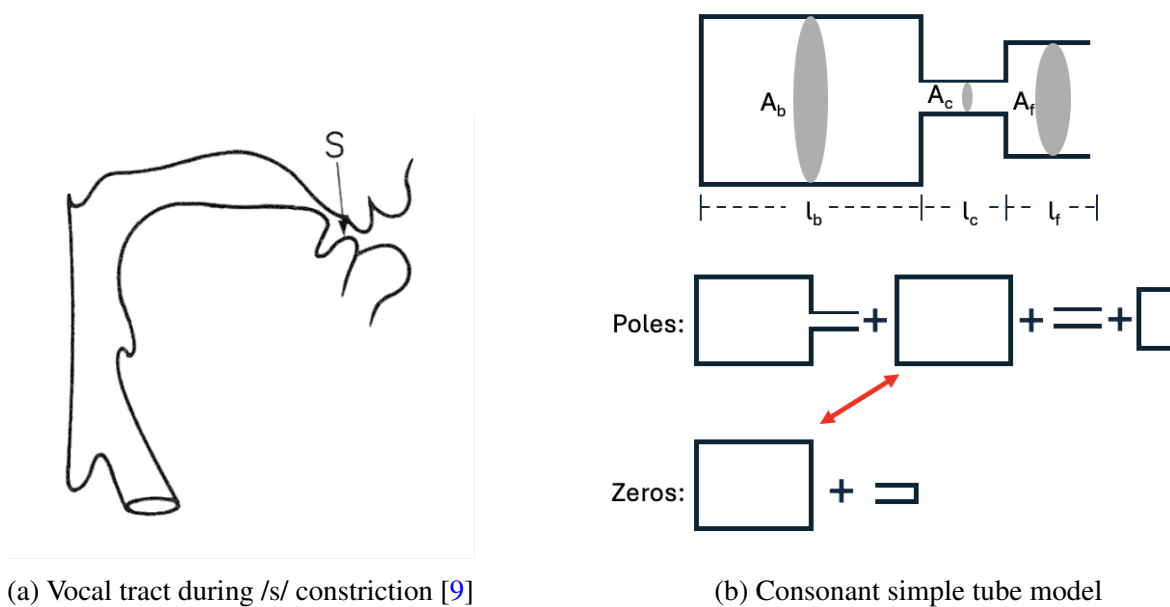 S
A_b
A_c
A_f
l_b
l_c
l_f
Poles:
+
+
+
Zeros:
+
(a) Vocal tract during /s/ constriction [9]
(b) Consonant simple tube model